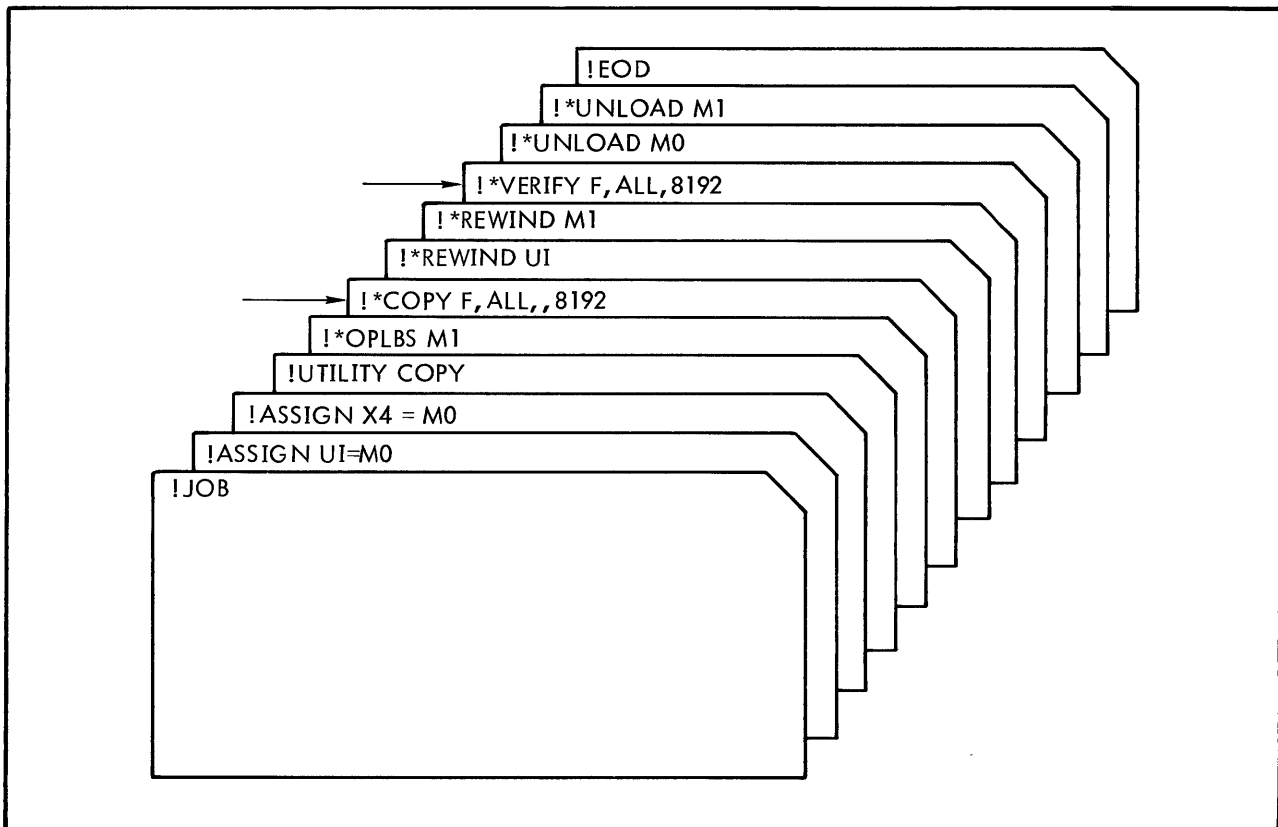 !EOD
!*UNLOAD M1
!*UNLOAD M0
!*VERIFY F,ALL,8192
!*REWIND M1
!*REWIND UI
!*COPY F,ALL,,8192
!*OPLBS M1
!UTILITY COPY
!ASSIGN X4 = M0
!ASSIGN UI=M0
!JOB